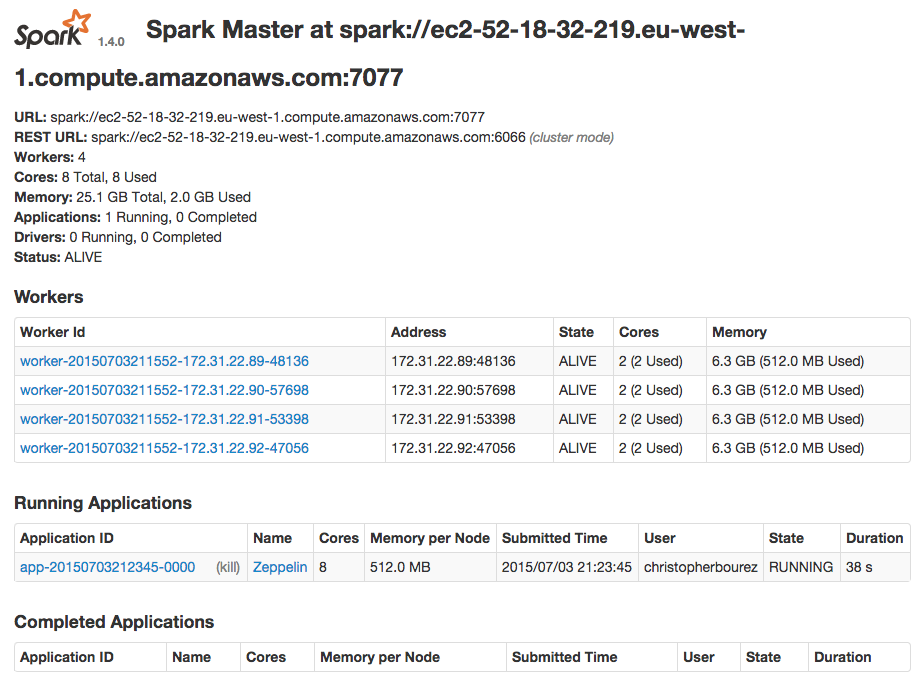 Spark 1.4.0 Spark Master at spark://ec2-52-18-32-219.eu-west-
1.compute.amazonaws.com:7077
URL: spark://ec2-52-18-32-219.eu-west-1.compute.amazonaws.com:7077
REST URL: spark://ec2-52-18-32-219.eu-west-1.compute.amazonaws.com:6066 (cluster mode)
Workers: 4
Cores: 8 Total, 8 Used
Memory: 25.1 GB Total, 2.0 GB Used
Applications: 1 Running, 0 Completed
Drivers: 0 Running, 0 Completed
Status: ALIVE
Workers
Worker Id Address State Cores Memory
worker-20150703211552-172.31.22.89-48136 172.31.22.89:48136 ALIVE 2 (2 Used) 6.3 GB (512.0 MB Used)
worker-20150703211552-172.31.22.90-57698 172.31.22.90:57698 ALIVE 2 (2 Used) 6.3 GB (512.0 MB Used)
worker-20150703211552-172.31.22.91-53398 172.31.22.91:53398 ALIVE 2 (2 Used) 6.3 GB (512.0 MB Used)
worker-20150703211552-172.31.22.92-47056 172.31.22.92:47056 ALIVE 2 (2 Used) 6.3 GB (512.0 MB Used)
Running Applications
Application ID Name Cores Memory per Node Submitted Time User State Duration
app-20150703212345-0000 (kill) Zeppelin 8 512.0 MB 2015/07/03 21:23:45 christopherbourez RUNNING 38 s
Completed Applications
Application ID Name Cores Memory per Node Submitted Time User State Duration